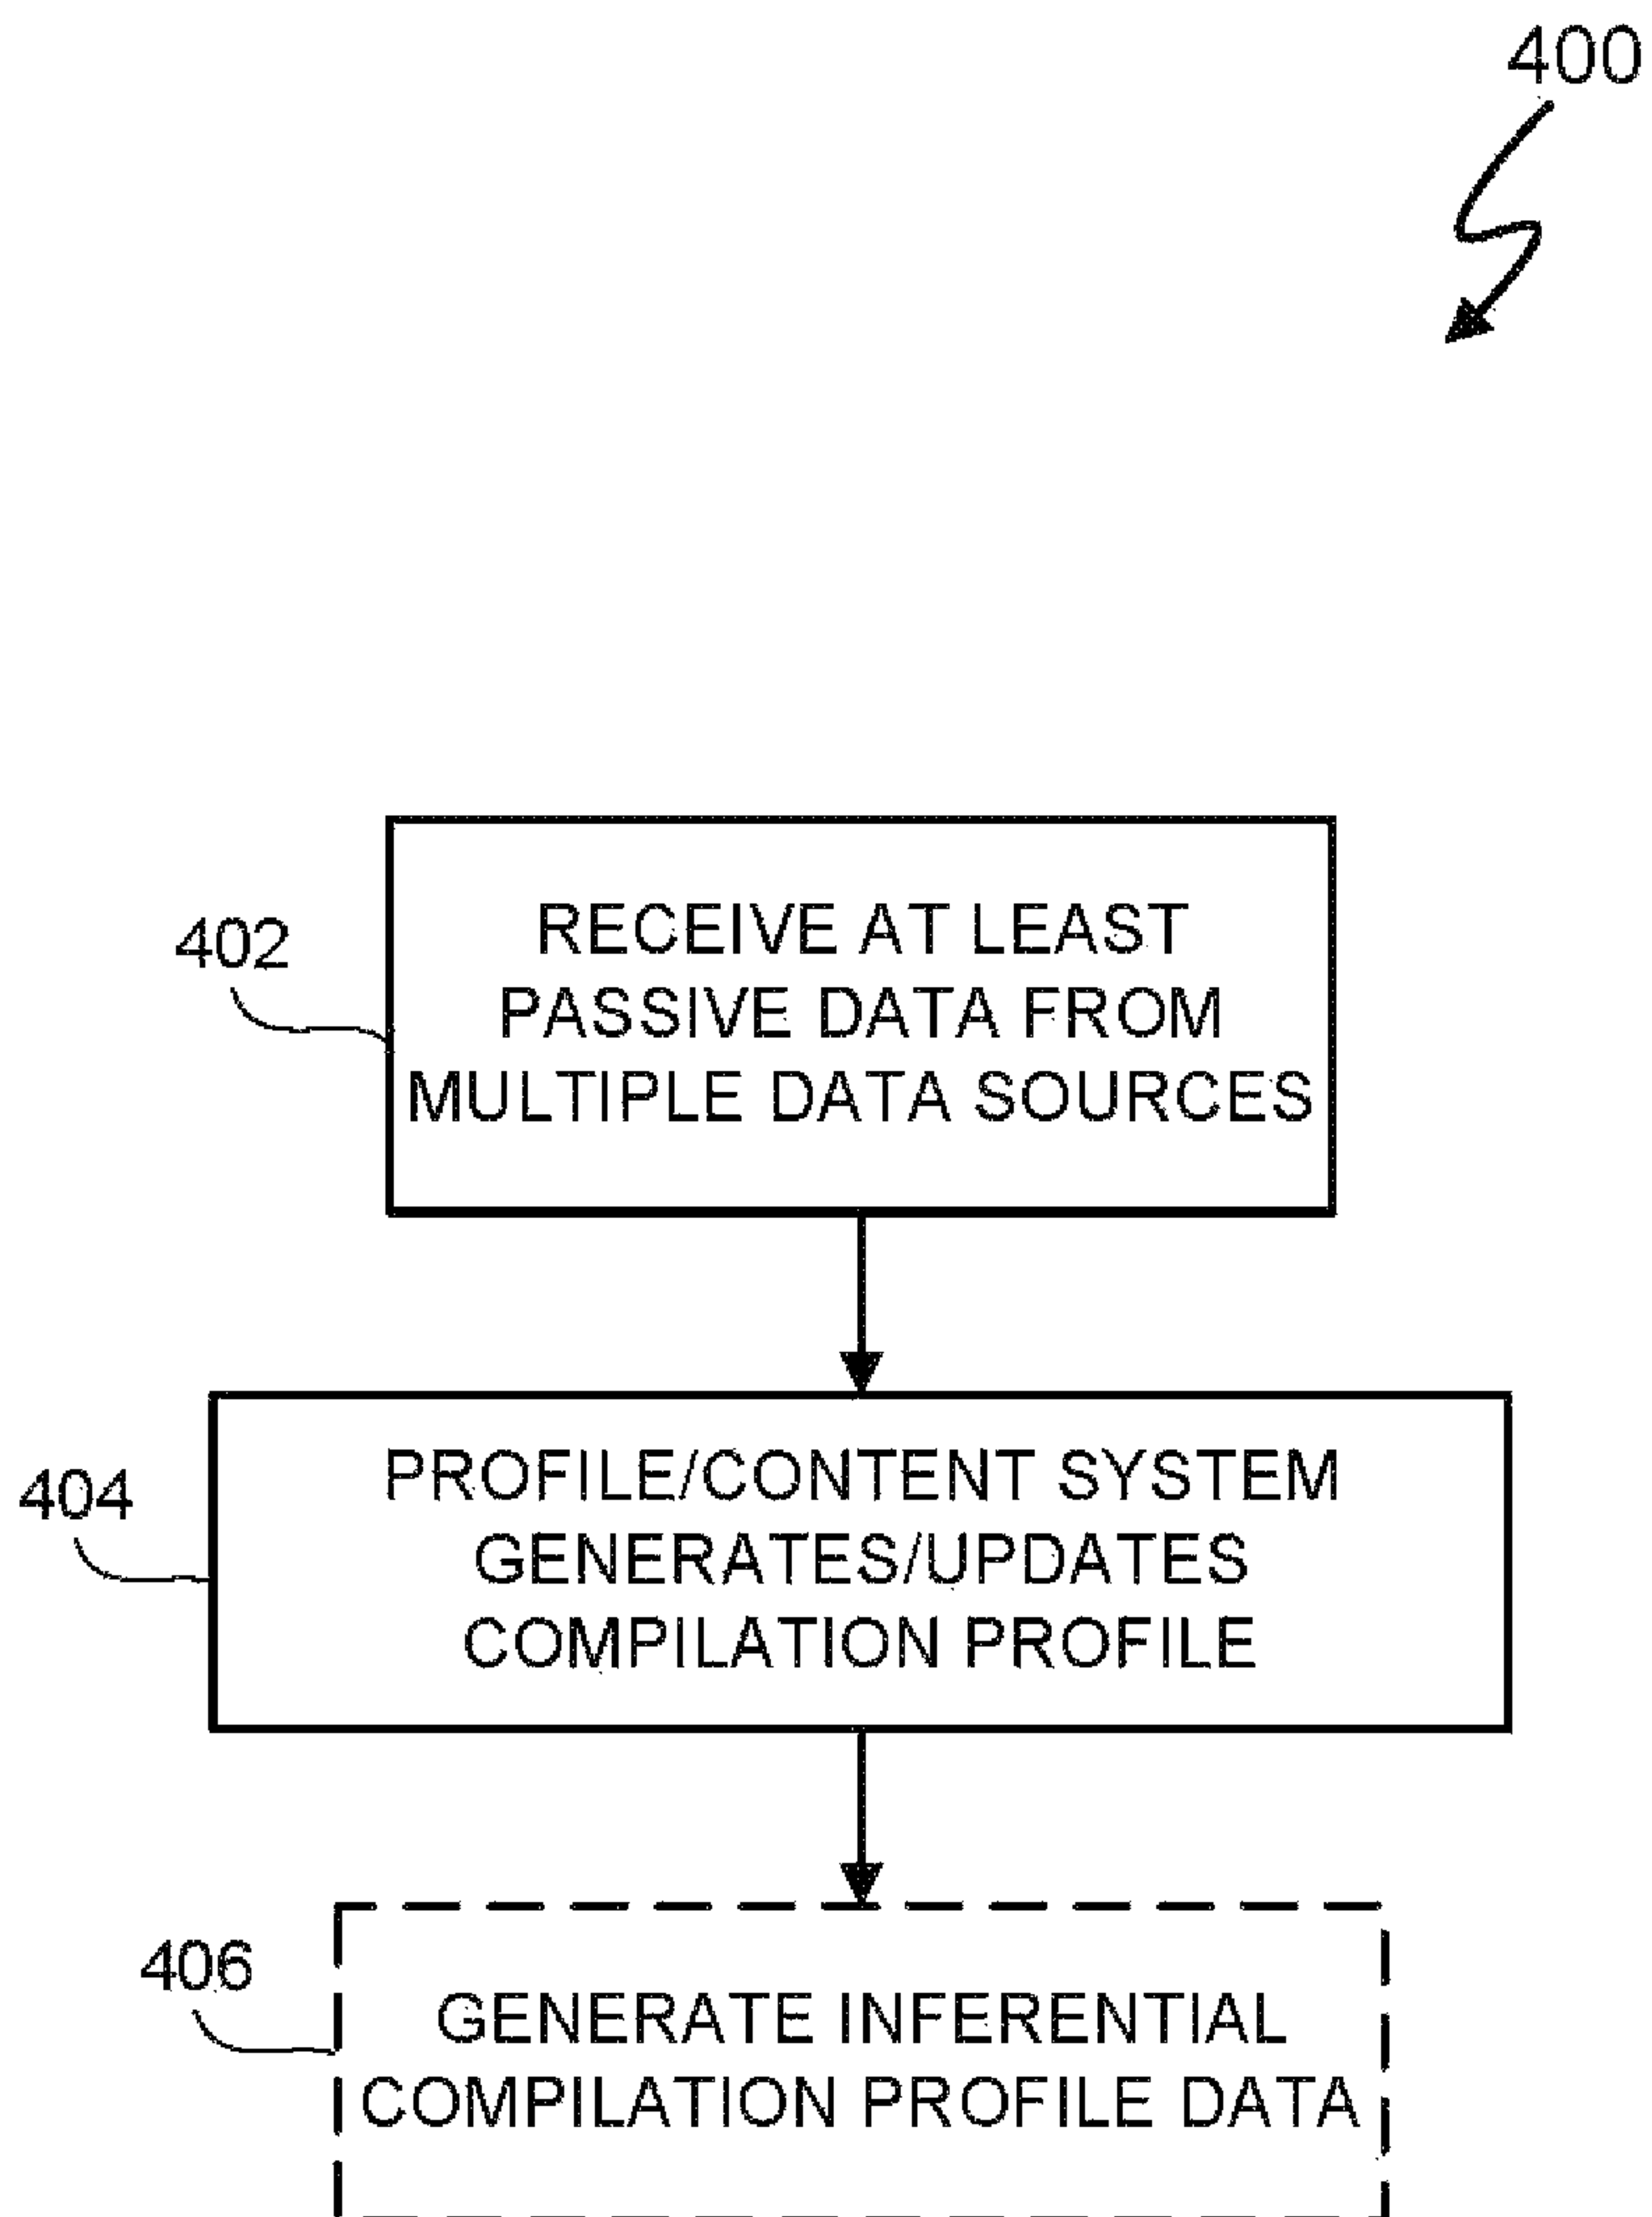 400
402
RECEIVE AT LEAST
PASSIVE DATA FROM
MULTIPLE DATA SOURCES
404
PROFILE/CONTENT SYSTEM
GENERATES/UPDATES
COMPILATION PROFILE
406
GENERATE INFERENTIAL
COMPILATION PROFILE DATA